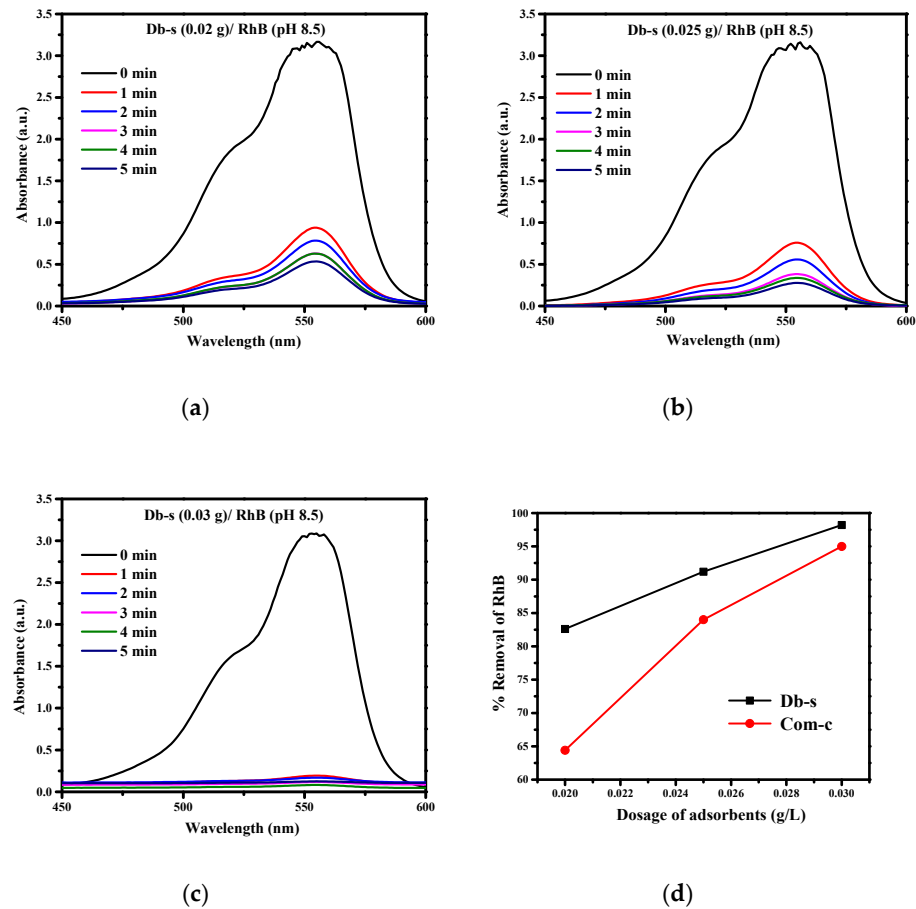 (a)
Db-s (0.02 g)/ RhB (pH 8.5)
3.5
3.0
2.5
2.0
1.5
1.0
0.5
0.0
Absorbance (a.u.)
0 min
1 min
2 min
3 min
4 min
5 min
450
500
550
600
Wavelength (nm)
(b)
Db-s (0.025 g)/ RhB (pH 8.5)
3.5
3.0
2.5
2.0
1.5
1.0
0.5
0.0
Absorbance (a.u.)
0 min
1 min
2 min
3 min
4 min
5 min
450
500
550
600
Wavelength (nm)
(c)
Db-s (0.03 g)/ RhB (pH 8.5)
3.5
3.0
2.5
2.0
1.5
1.0
0.5
0.0
Absorbance (a.u.)
0 min
1 min
2 min
3 min
4 min
5 min
450
500
550
600
Wavelength (nm)
(d)
100
95
90
85
80
75
70
65
60
% Removal of RhB
Db-s
Com-c
0.020
0.022
0.024
0.026
0.028
0.030
Dosage of adsorbents (g/L)